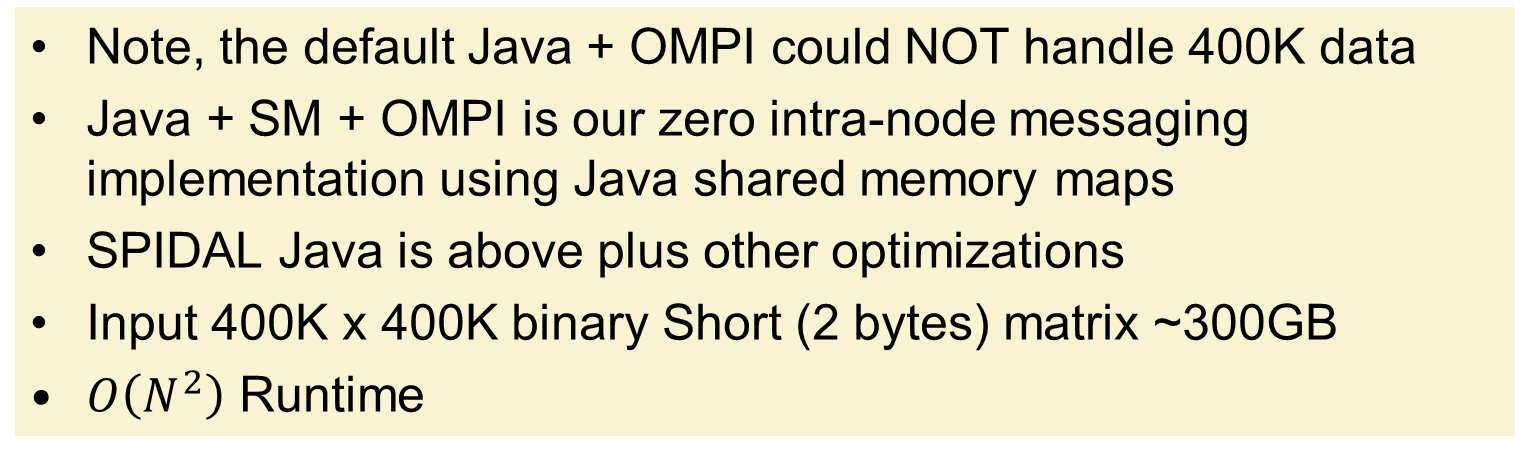 • Note, the default Java + OMPI could NOT handle 400K data
• Java + SM + OMPI is our zero intra-node messaging
implementation using Java shared memory maps
• SPIDAL Java is above plus other optimizations
• Input 400K x 400K binary Short (2 bytes) matrix ~300GB
• 𝑂(𝑁²) Runtime